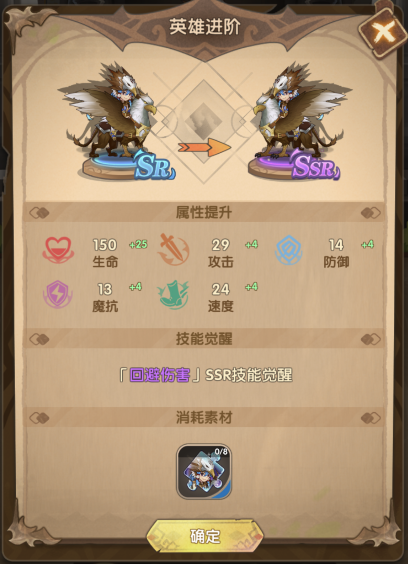 英雄进阶
SR
SSR
属性提升
150 +25
生命
29 +4
攻击
14 +4
防御
13 +4
魔抗
24 +4
速度
技能觉醒
「回避伤害」SSR技能觉醒
消耗素材
0/8
确定